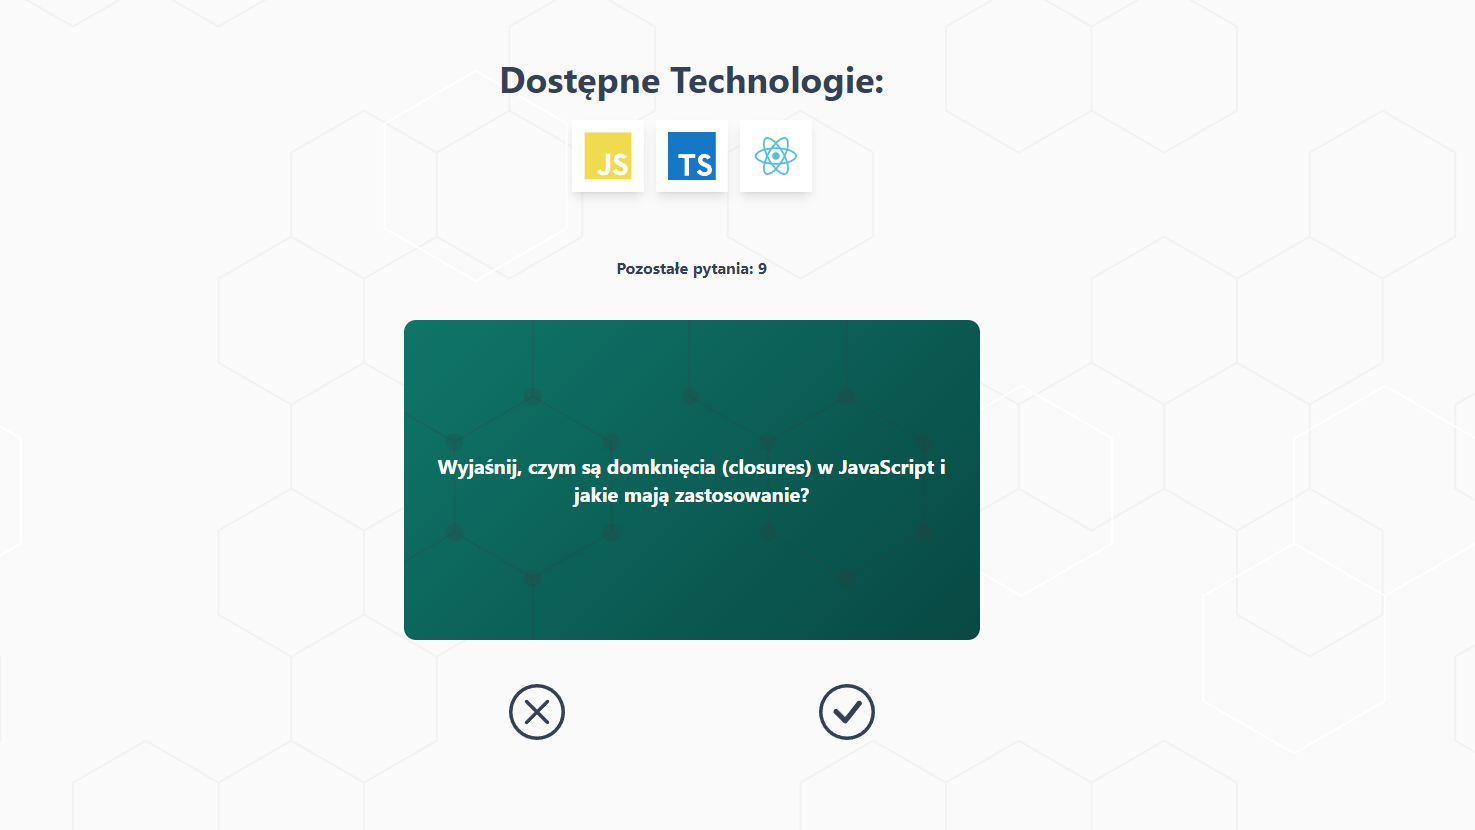 Dostępne Technologie:
JS TS
Pozostałe pytania: 9
Wyjaśnij, czym są domknięcia (closures) w JavaScript i
jakie mają zastosowanie?